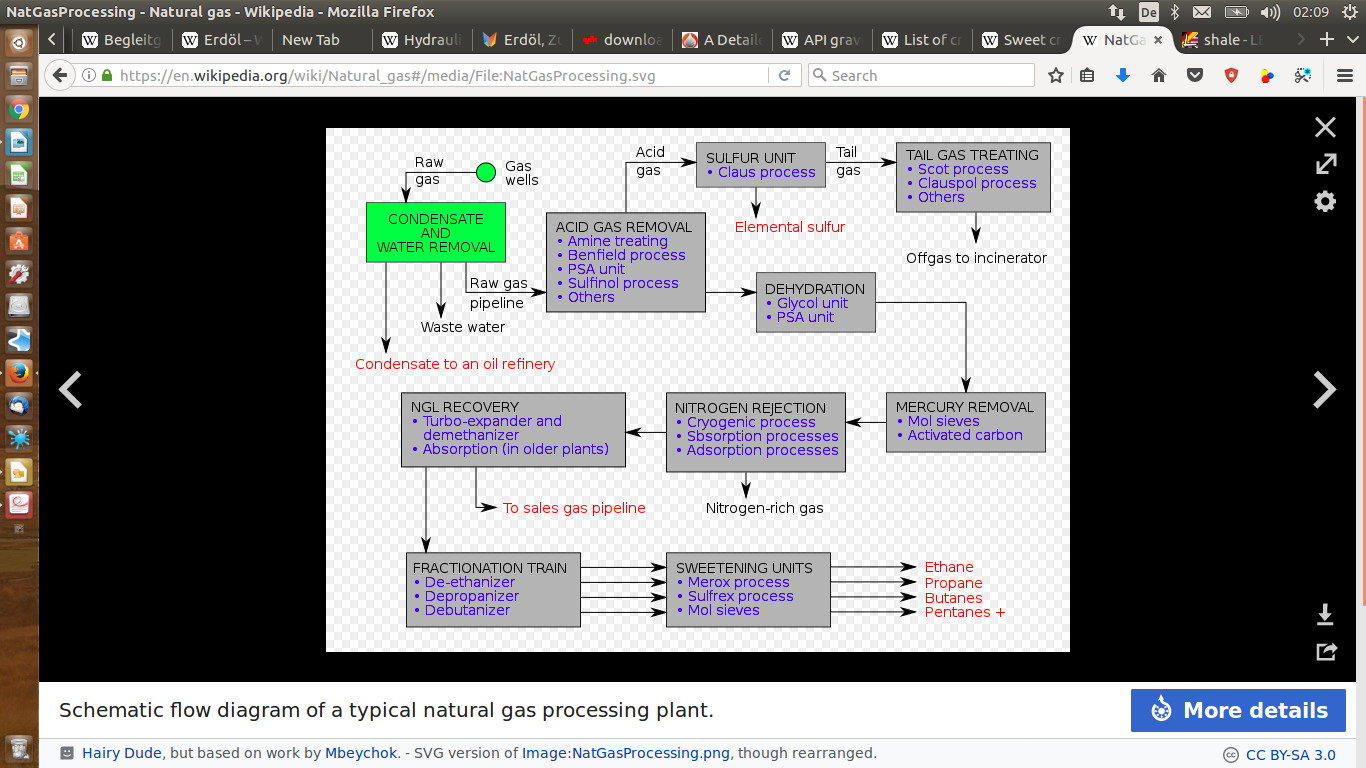 NatGasProcessing - Natural gas - Wikipedia - Mozilla Firefox
De
02:09
Begleitg
Erdöl – W
New Tab
Hydrauli
Erdöl, Zu
downloa
A Detaile
API grav
List of cr
Sweet cr
NatGa
shale - LE
https://en.wikipedia.org/wiki/Natural_gas#/media/File:NatGasProcessing.svg
Search
Raw
gas
Gas
wells
CONDENSATE
AND
WATER REMOVAL
Raw gas
pipeline
Waste water
Condensate to an oil refinery
ACID GAS REMOVAL
• Amine treating
• Benfield process
• PSA unit
• Sulfinol process
• Others
Acid
gas
SULFUR UNIT
• Claus process
Elemental sulfur
Tail
gas
TAIL GAS TREATING
• Scot process
• Clauspol process
• Others
Offgas to incinerator
DEHYDRATION
• Glycol unit
• PSA unit
MERCURY REMOVAL
• Mol sieves
• Activated carbon
NITROGEN REJECTION
• Cryogenic process
• Sbsorption processes
• Adsorption processes
Nitrogen-rich gas
NGL RECOVERY
• Turbo-expander and
demethanizer
• Absorption (in older plants)
To sales gas pipeline
FRACTIONATION TRAIN
• De-ethanizer
• Depropanizer
• Debutanizer
SWEETENING UNITS
• Merox process
• Sulfrex process
• Mol sieves
Ethane
Propane
Butanes
Pentanes +
Schematic flow diagram of a typical natural gas processing plant.
More details
Hairy Dude, but based on work by Mbeychok. - SVG version of Image:NatGasProcessing.png, though rearranged.
CC BY-SA 3.0